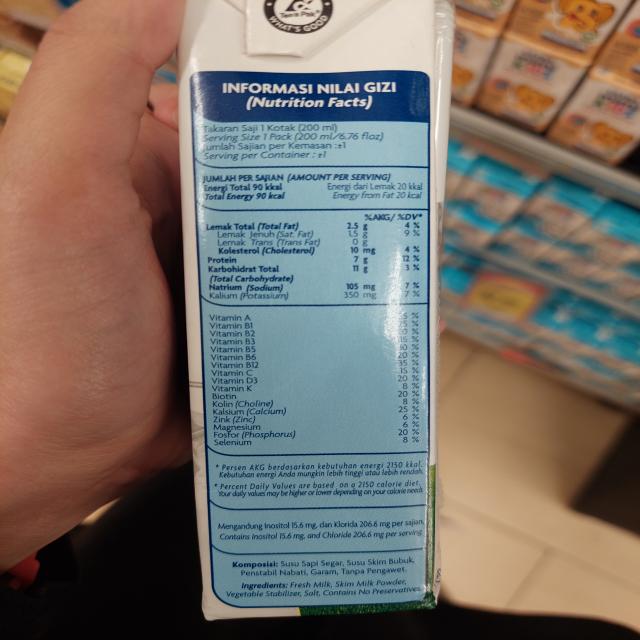 Tetra Pak
WHAT'S GOOD
INFORMASI NILAI GIZI
(Nutrition Facts)
Takaran Saji 1 Kotak (200 ml)
Serving Size 1 Pack (200 ml/6.76 floz)
Jumlah Sajian per Kemasan :±1
Serving per Container : ±1
JUMLAH PER SAJIAN (AMOUNT PER SERVING)
Energi Total 90 kkal Energi dari Lemak 20 kkal
Total Energy 90 kcal Energy from Fat 20 kcal
%AKG/ %DV*
Lemak Total (Total Fat) 2.5 g 4 %
Lemak Jenuh (Sat. Fat) 1.5 g 9 %
Lemak Trans (Trans Fat) 0 g
Kolesterol (Cholesterol) 10 mg 4 %
Protein 7 g 12 %
Karbohidrat Total 11 g 3 %
(Total Carbohydrate)
Natrium (Sodium) 105 mg 7 %
Kalium (Potassium) 350 mg 7 %
Vitamin A %
Vitamin B1 %
Vitamin B2 %
Vitamin B3 %
Vitamin B5 %
Vitamin B6 20 %
Vitamin B12 %
Vitamin C 15 %
Vitamin D3 20 %
Vitamin K 8 %
Biotin 20 %
Kolin (Choline) 8 %
Kalsium (Calcium) 25 %
Zink (Zinc) 6 %
Magnesium 6 %
Fosfor (Phosphorus) 20 %
Selenium 8 %
* Persen AKG berdasarkan kebutuhan energi 2150 kkal.
Kebutuhan energi Anda mungkin lebih tinggi atau lebih rendah.
* Percent Daily Values are based on a 2150 calorie diet.
Your daily values may be higher or lower depending on your calorie needs
Mengandung Inositol 15.6 mg, dan Klorida 206.6 mg per sajian
Contains Inositol 15.6 mg, and Chloride 206.6 mg per serving
Komposisi: Susu Sapi Segar, Susu Skim Bubuk,
Penstabil Nabati, Garam, Tanpa Pengawet.
Ingredients: Fresh Milk, Skim Milk Powder,
Vegetable Stabilizer, Salt, Contains No Preservatives